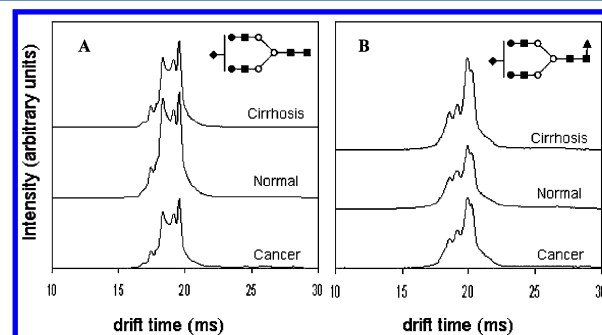 A
B
Cirrhosis
Cirrhosis
Normal
Normal
Cancer
Cancer
Intensity (arbitrary units)
10 15 20 25 30
10 15 20 25 30
drift time (ms)
drift time (ms)